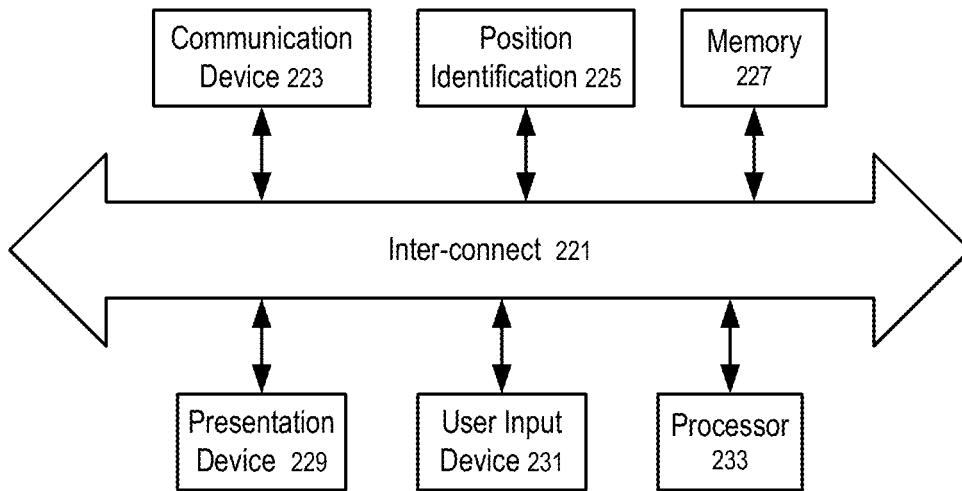 Communication
Device 223
Position
Identification 225
Memory
227
Inter-connect 221
Presentation
Device 229
User Input
Device 231
Processor
233